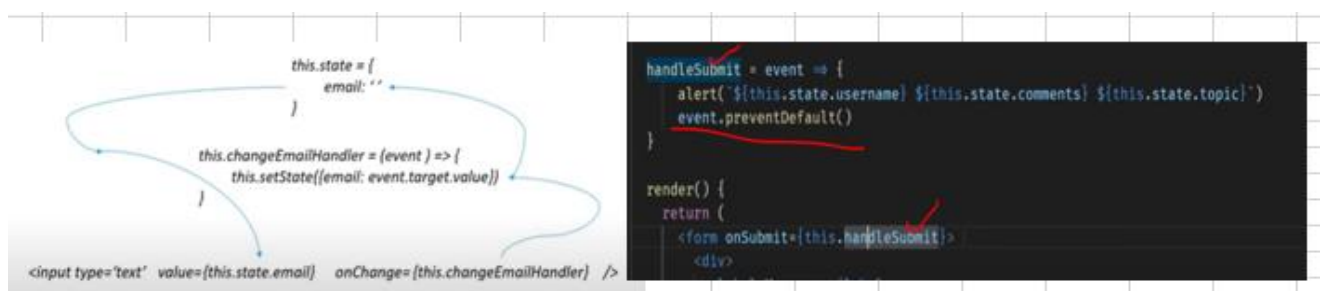 this.state = {
email: ‘ ’
}
this.changeEmailHandler = (event ) => {
this.setState({email: event.target.value})
}
<input type=‘text’ value={this.state.email} onChange= {this.changeEmailHandler} />
handleSubmit = event => {
alert(`${this.state.username} ${this.state.comments} ${this.state.topic}`)
event.preventDefault()
}
render() {
return (
<form onSubmit={this.handleSubmit}>
<div>